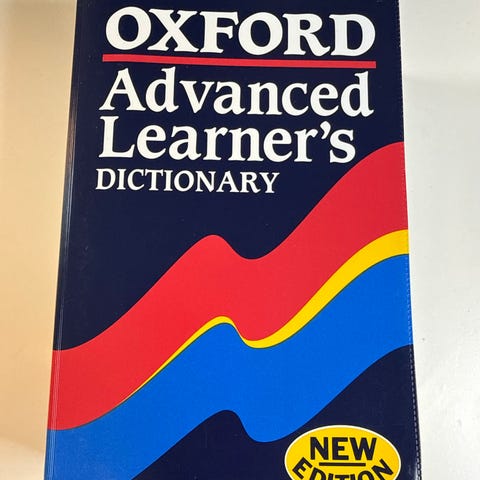 OXFORD
Advanced
Learner's
DICTIONARY
NEW
EDITION